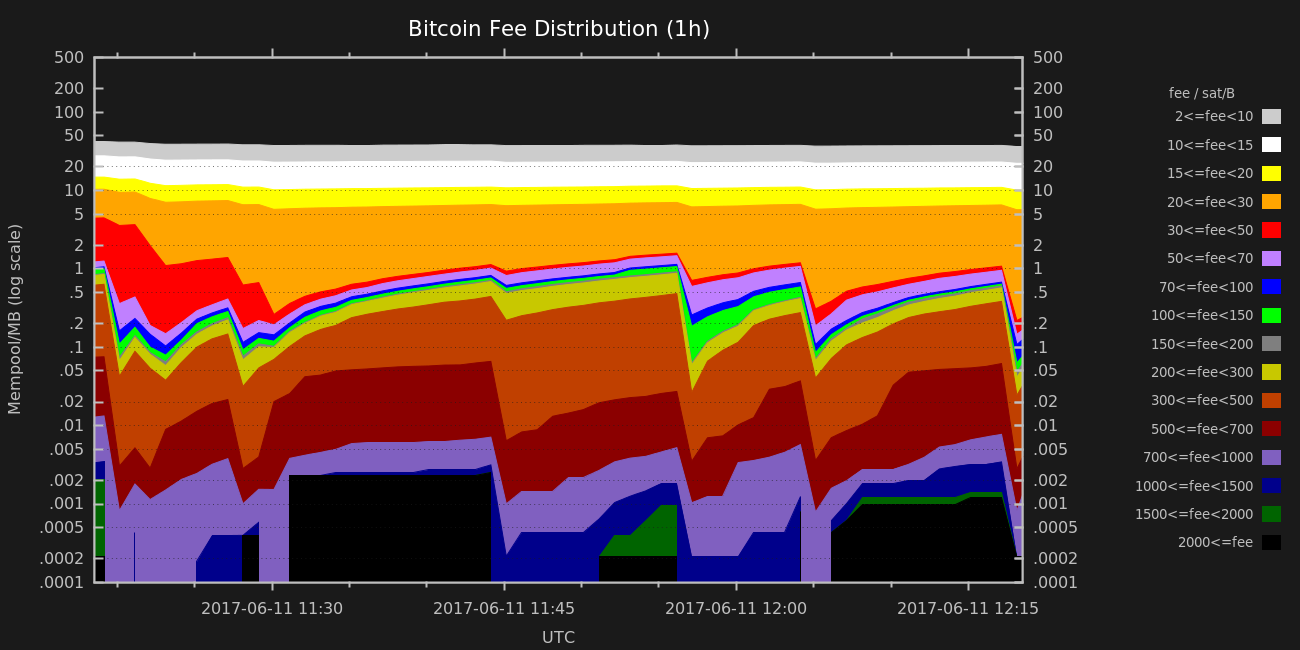 Bitcoin Fee Distribution (1h)
500 500
200 200
100 100
50 50
20 20
10 10
5 5
2 2
1 1
.5 .5
.2 .2
.1 .1
.05 .05
.02 .02
.01 .01
.005 .005
.002 .002
.001 .001
.0005 .0005
.0002 .0002
.0001 .0001
Mempool/MB (log scale)
2017-06-11 11:30 2017-06-11 11:45 2017-06-11 12:00 2017-06-11 12:15
UTC
fee / sat/B
2<=fee<10
10<=fee<15
15<=fee<20
20<=fee<30
30<=fee<50
50<=fee<70
70<=fee<100
100<=fee<150
150<=fee<200
200<=fee<300
300<=fee<500
500<=fee<700
700<=fee<1000
1000<=fee<1500
1500<=fee<2000
2000<=fee